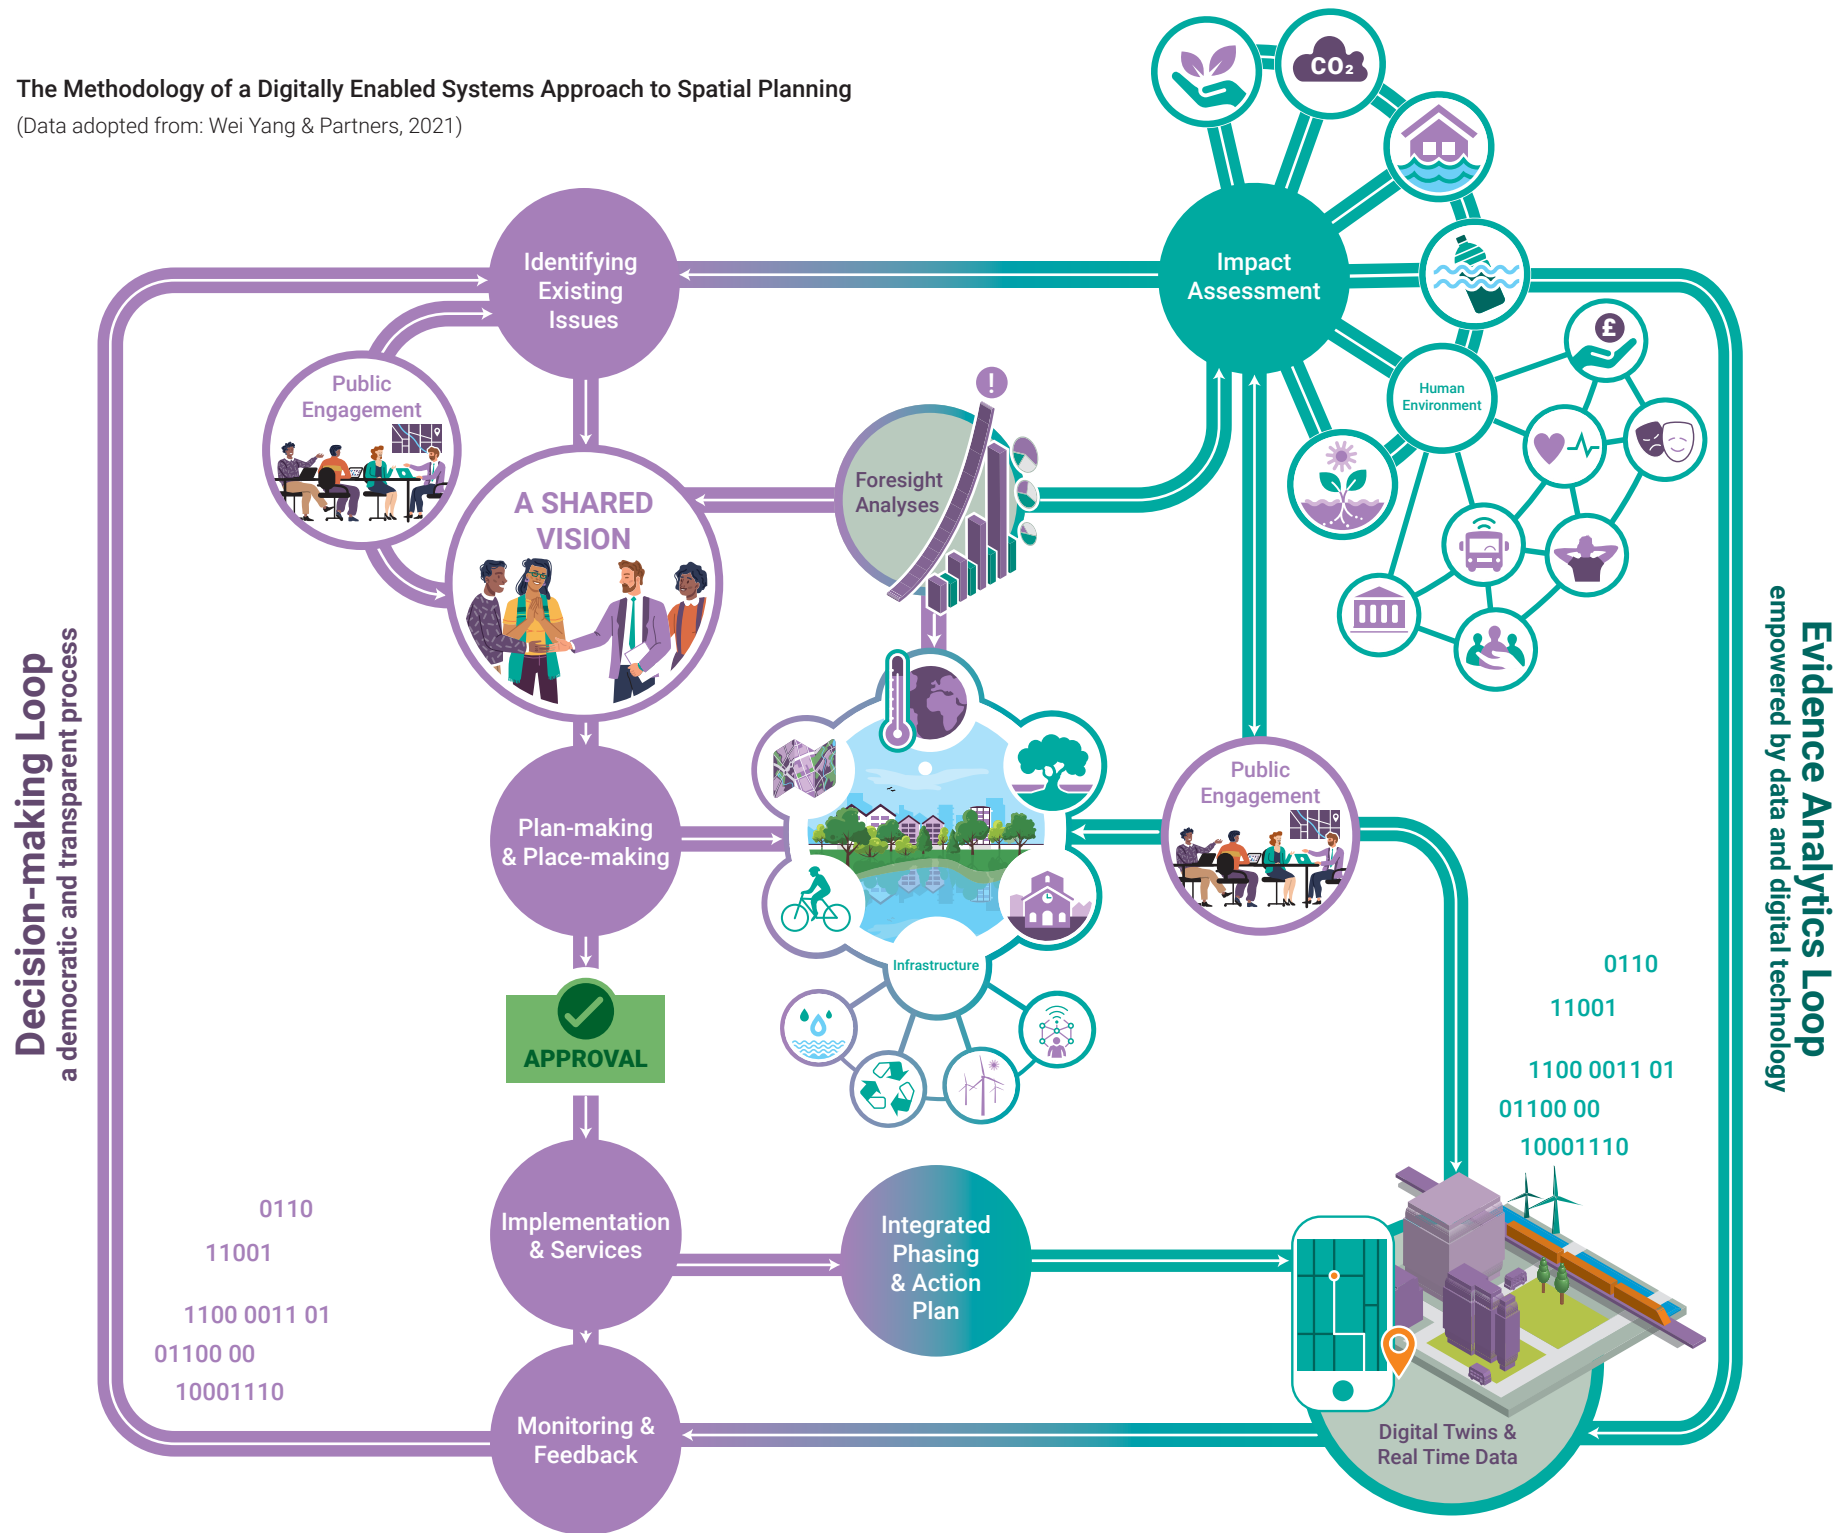 The Methodology of a Digitally Enabled Systems Approach to Spatial Planning
(Data adopted from: Wei Yang & Partners, 2021)
CO₂
Identifying
Existing
Issues
Impact
Assessment
£
Human
Environment
Public
Engagement
!
Foresight
Analyses
A SHARED
VISION
Decision-making Loop
a democratic and transparent process
Evidence Analytics Loop
empowered by data and digital technology
Public
Engagement
Plan-making
& Place-making
Infrastructure
APPROVAL
0110
11001
1100 0011 01
01100 00
10001110
0110
11001
1100 0011 01
01100 00
10001110
Implementation
& Services
Integrated
Phasing
& Action
Plan
Monitoring &
Feedback
Digital Twins &
Real Time Data